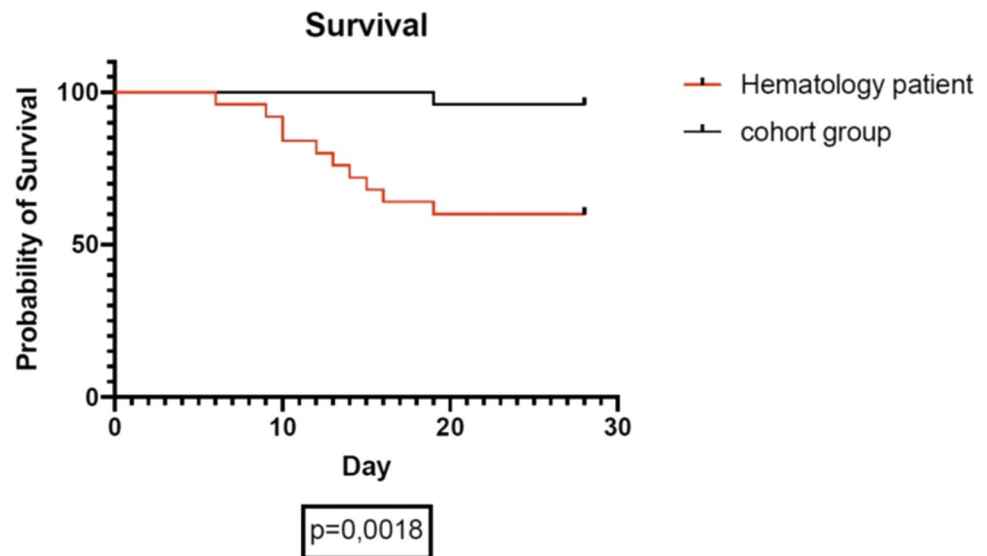 Survival
Probability of Survival
100
50
0
0 10 20 30
Day
p=0,0018
Hematology patient
cohort group